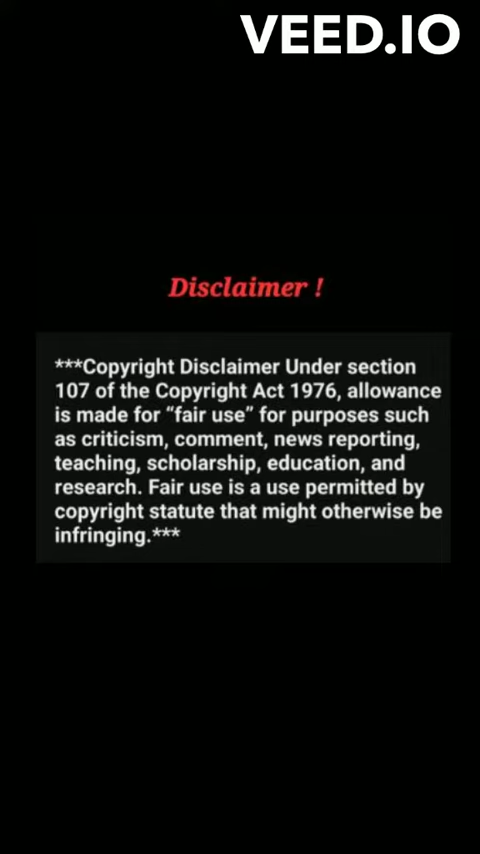 VEED.IO
Disclaimer !
***Copyright Disclaimer Under section
107 of the Copyright Act 1976, allowance
is made for “fair use” for purposes such
as criticism, comment, news reporting,
teaching, scholarship, education, and
research. Fair use is a use permitted by
copyright statute that might otherwise be
infringing.***